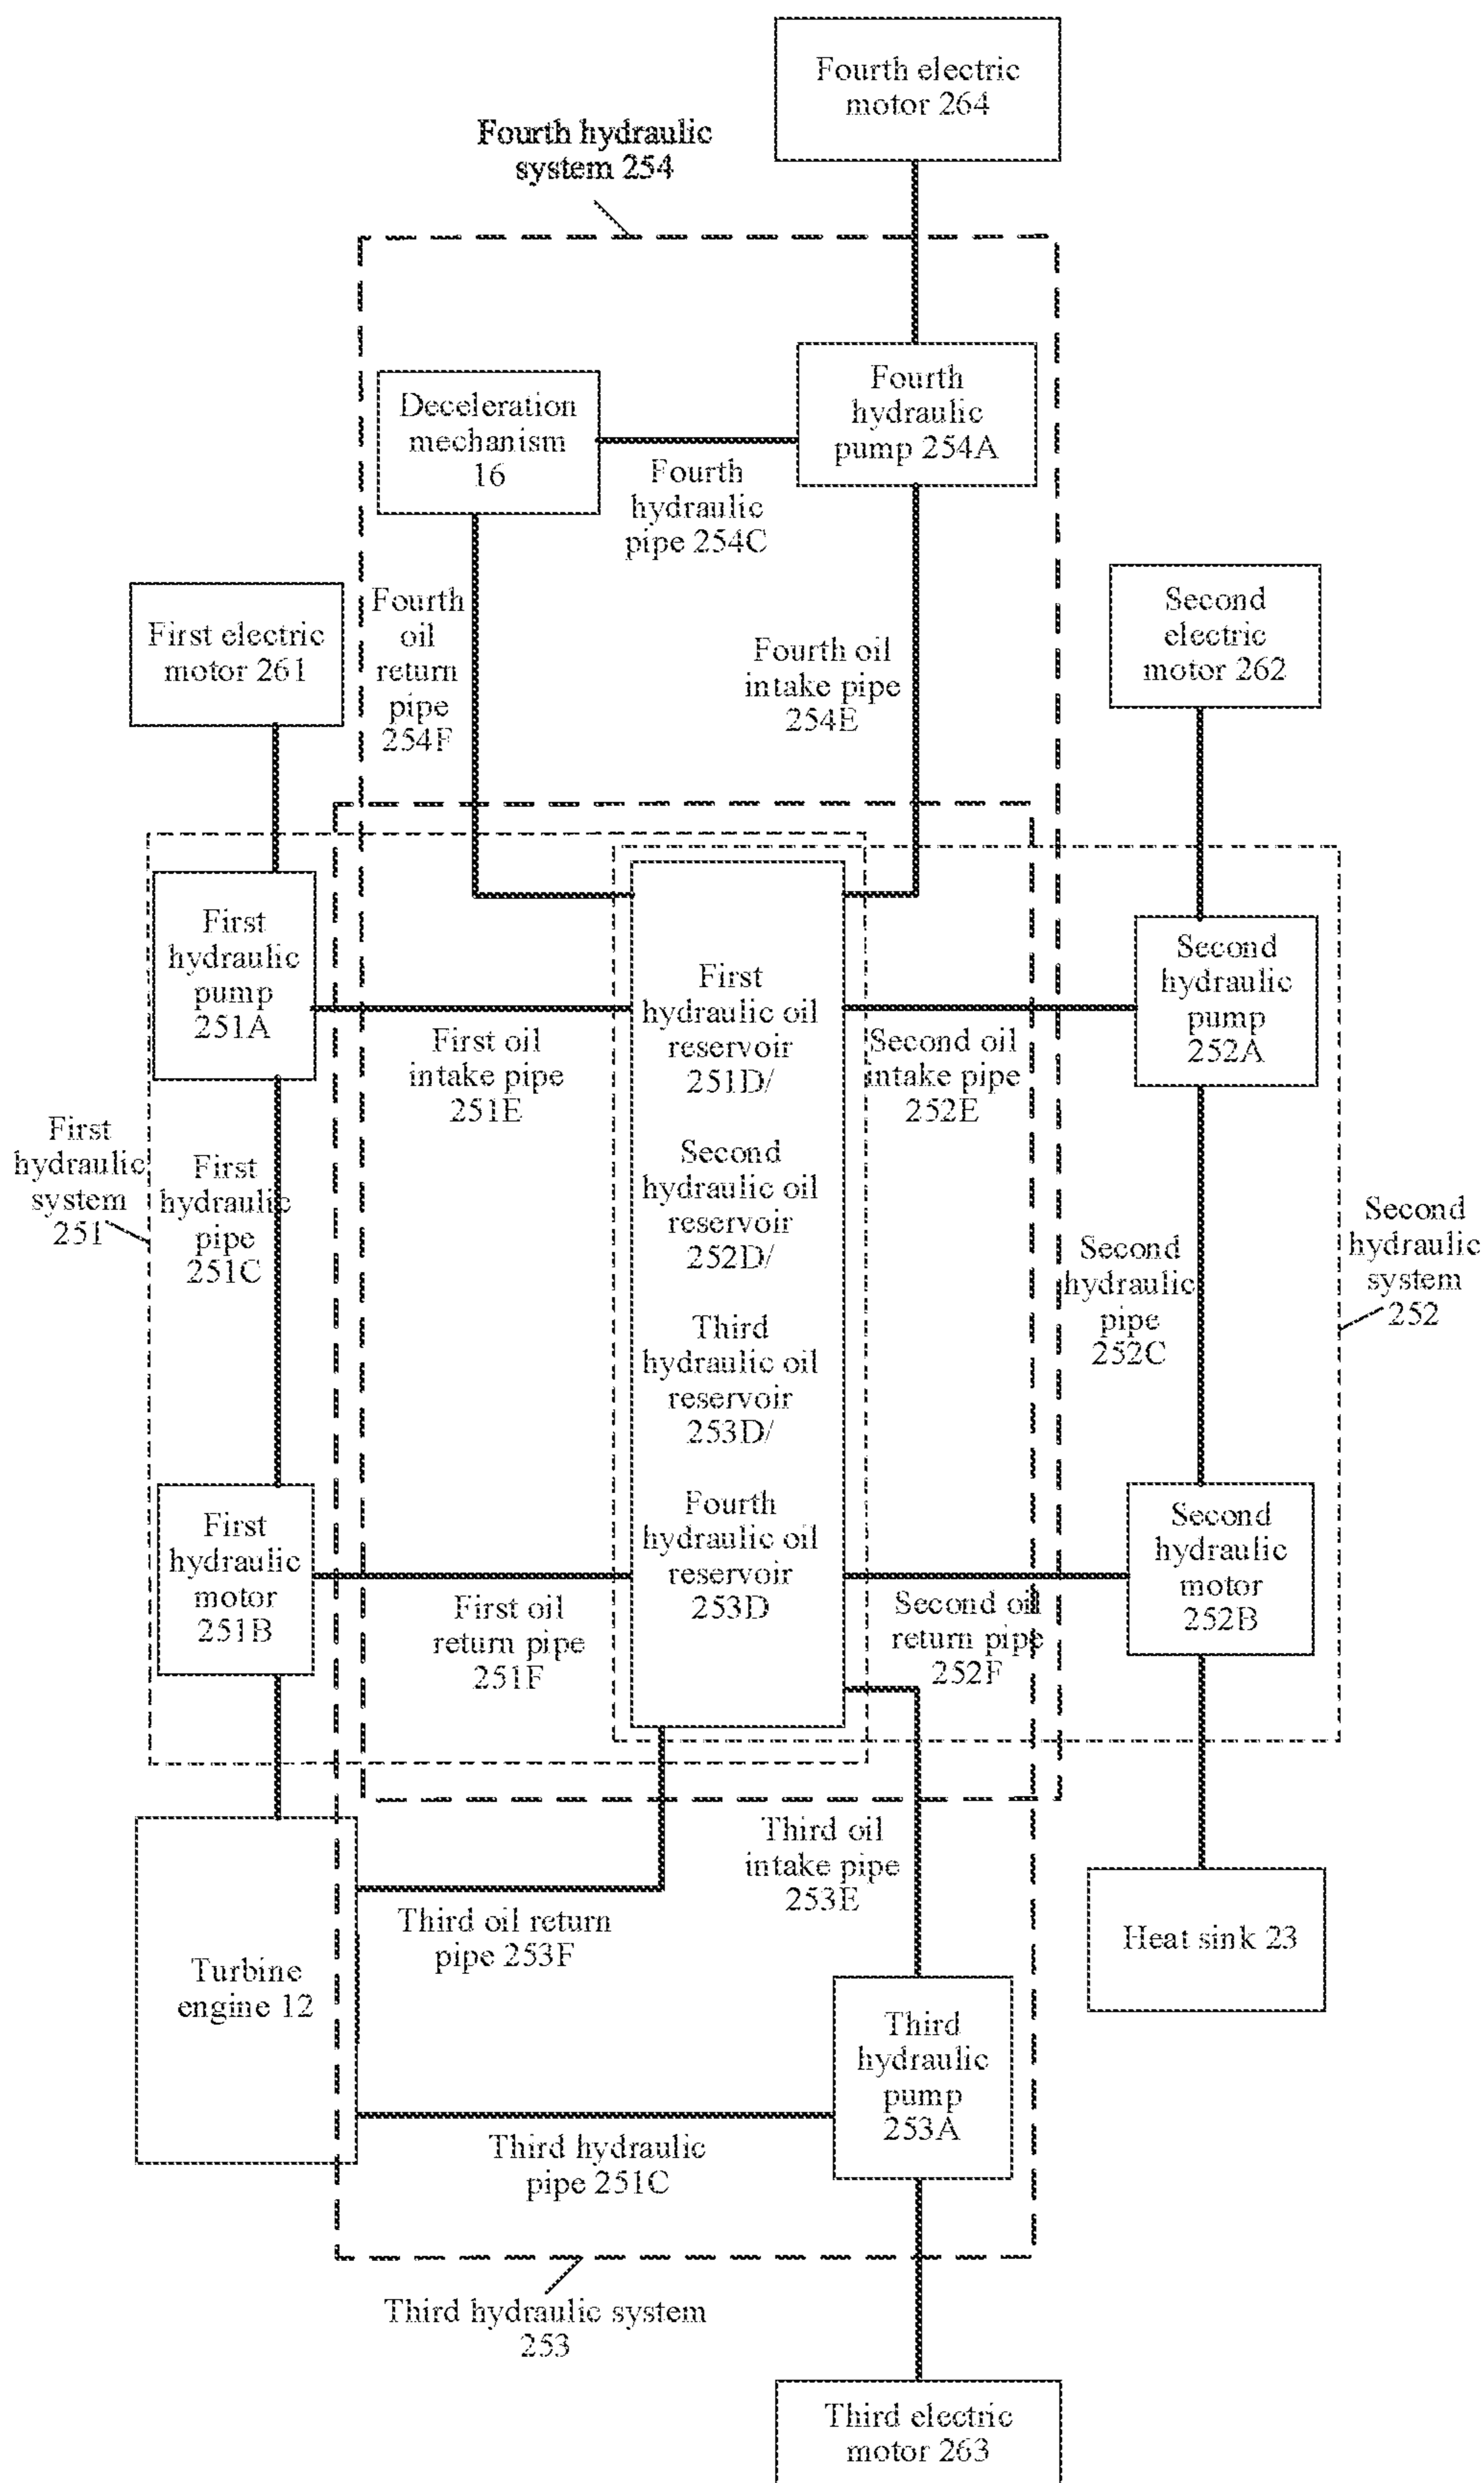 Fourth electric
motor 264
Fourth hydraulic
system 254
Fourth
hydraulic
pump 254A
Deceleration
mechanism
16
Fourth
hydraulic
pipe 254C
First electric
motor 261
Fourth
oil
return
pipe
254F
Fourth oil
intake pipe
254E
Second
electric
motor 262
First
hydraulic
pump
251A
First oil
intake pipe
251E
First
hydraulic oil
reservoir
251D/
Second
hydraulic oil
reservoir
252D/
Third
hydraulic oil
reservoir
253D/
Fourth
hydraulic oil
reservoir
253D
Second oil
intake pipe
252E
Second
hydraulic
pump
252A
First
hydraulic
system
251
First
hydraulic
pipe
251C
Second
hydraulic
pipe
252C
Second
hydraulic
system
252
First
hydraulic
motor
251B
First oil
return pipe
251F
Second oil
return pipe
252F
Second
hydraulic
motor
252B
Third oil
intake pipe
253E
Third oil return
pipe 253F
Turbine
engine 12
Heat sink 23
Third
hydraulic
pump
253A
Third hydraulic
pipe 251C
Third hydraulic system
253
Third electric
motor 263